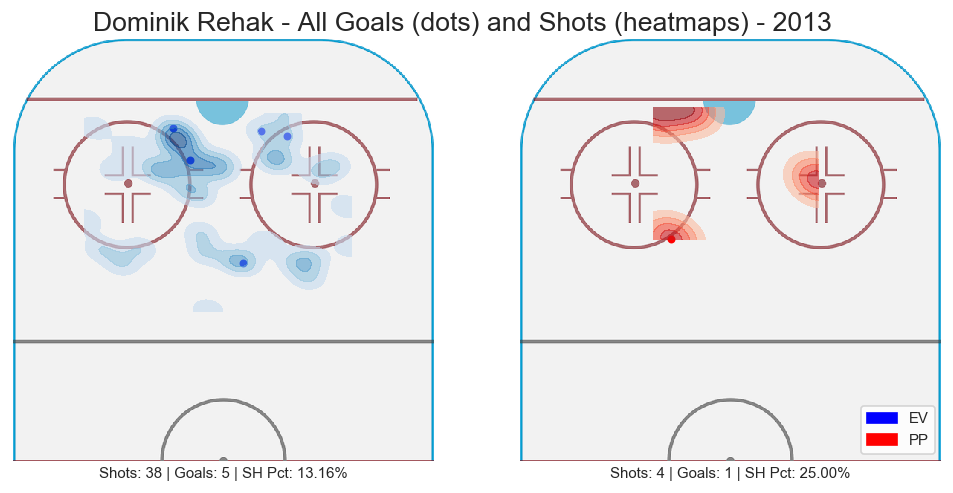 Dominik Rehak - All Goals (dots) and Shots (heatmaps) - 2013
EV
PP
Shots: 38 | Goals: 5 | SH Pct: 13.16%
Shots: 4 | Goals: 1 | SH Pct: 25.00%